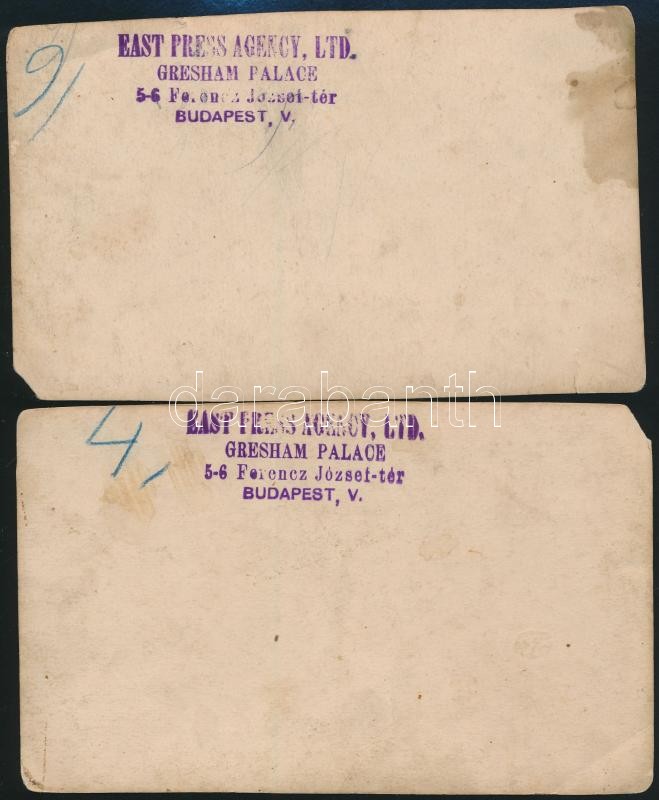 9)
EAST PRESS AGENCY, LTD.
GRESHAM PALACE
5-6 Ferencz József-tér
BUDAPEST, V.
darabanth
4,
EAST PRESS AGENCY, LTD.
GRESHAM PALACE
5-6 Ferencz József-tér
BUDAPEST, V.